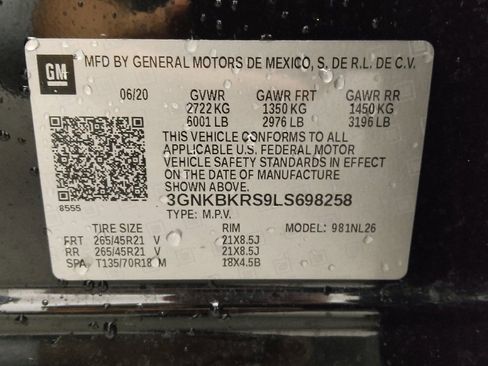 GM
MFD BY GENERAL MOTORS DE MEXICO, S. DE R.L. DE C.V.
06/20 GVWR GAWR FRT GAWR RR
2722 KG 1350 KG 1450 KG
6001 LB 2976 LB 3196 LB
THIS VEHICLE CONFORMS TO ALL
APPLICABLE U.S. FEDERAL MOTOR
VEHICLE SAFETY STANDARDS IN EFFECT
ON THE DATE OF MANUFACTURE
SHOWN ABOVE.
8555 3GNKBKRS9LS698258
TYPE: M.P.V.
TIRE SIZE RIM MODEL: 981NL26
FRT 265/45R21 V 21X8.5J
RR 265/45R21 V 21X8.5J
SPA T135/70R18 M 18X4.5B